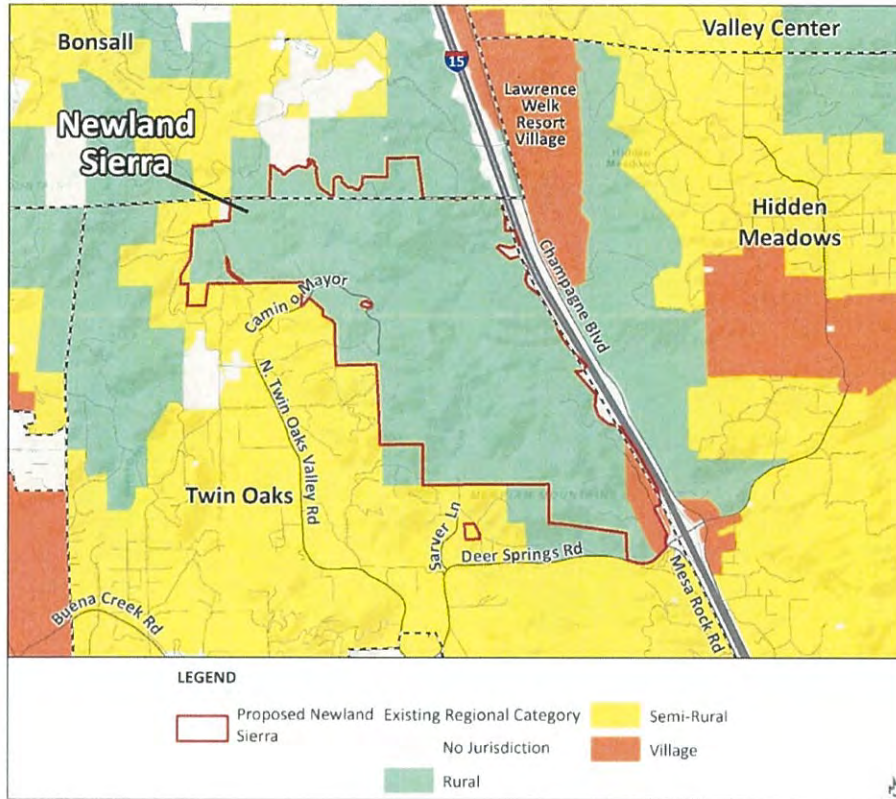 Bonsall
Valley Center
15
Lawrence
Welk
Resort
Village
Newland
Sierra
Hidden
Meadows
Champagne Blvd
Camino Mayor
N. Twin Oaks Valley Rd
Twin Oaks
Sarver Ln
Deer Springs Rd
Mesa Rock Rd
Buena Creek Rd
LEGEND
Proposed Newland
Sierra
Existing Regional Category
No Jurisdiction
Rural
Semi-Rural
Village